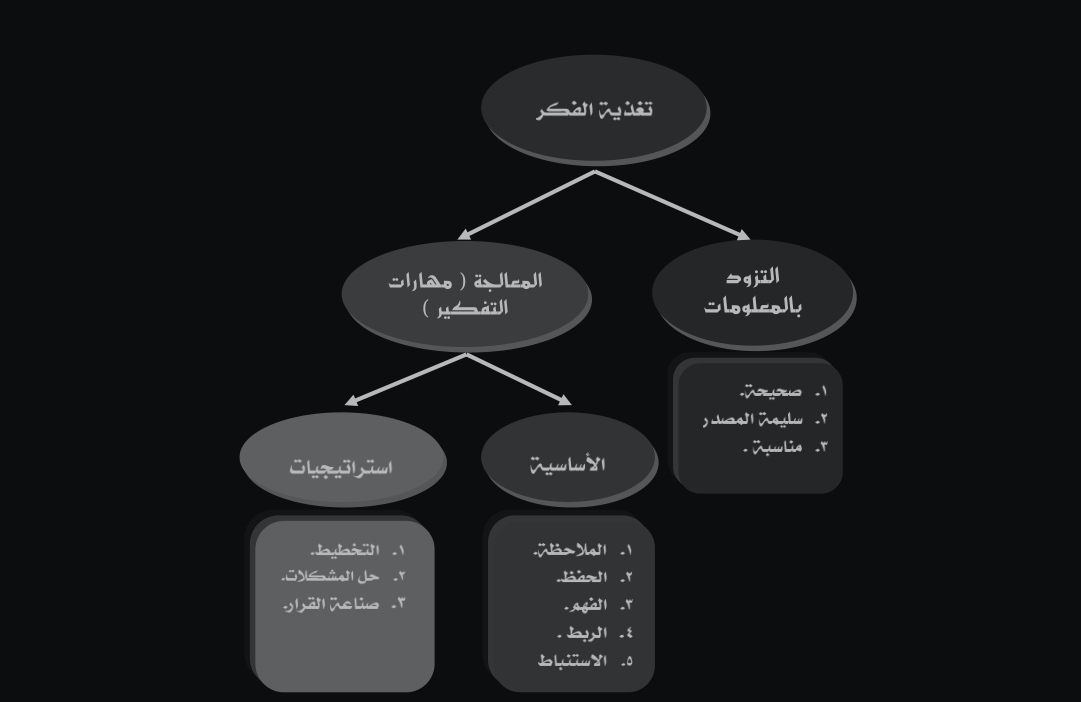 تغذية الفكر
التزود
بالمعلومات
١. صحيحة.
٢. سليمة المصدر
٣. مناسبة .
المعالجة ( مهارات
التفكير )
الأساسية
١. الملاحظة.
٢. الحفظ.
٣. الفهم.
٤. الربط .
٥. الاستنباط
استراتيجيات
١. التخطيط.
٢. حل المشكلات.
٣. صناعة القرار.